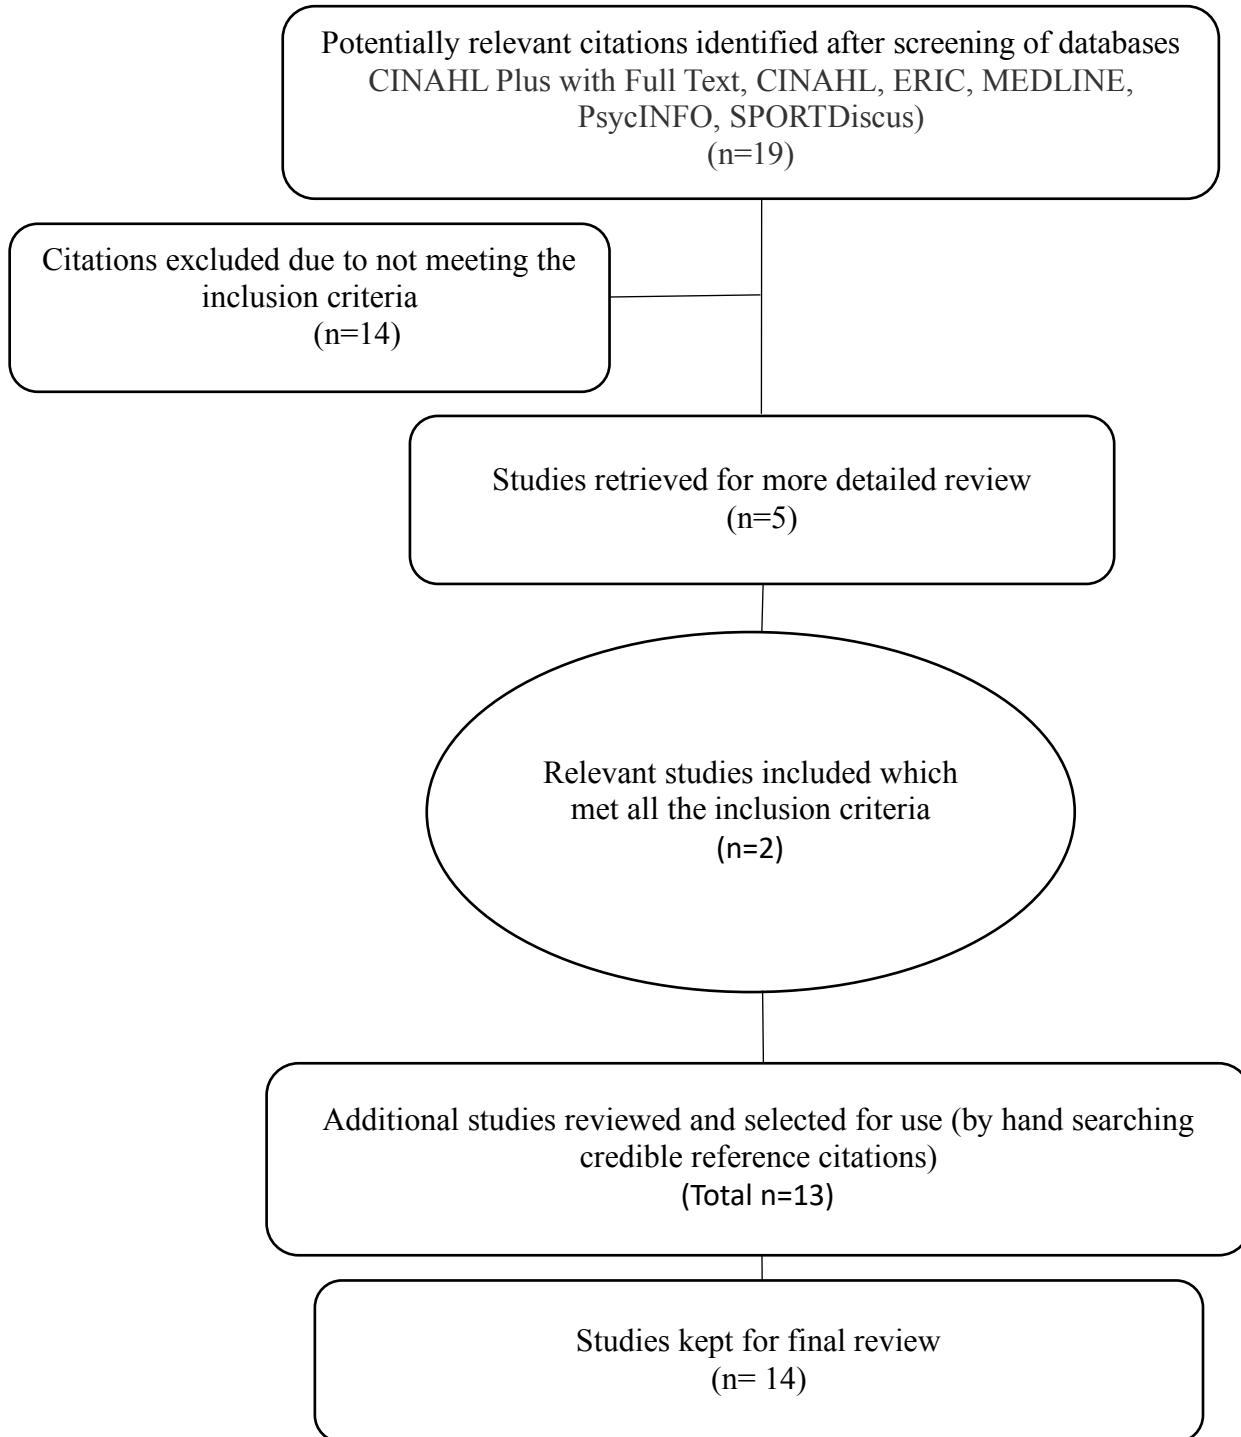 Potentially relevant citations identified after screening of databases
CINAHL Plus with Full Text, CINAHL, ERIC, MEDLINE,
PsycINFO, SPORTDiscus)
(n=19)
Citations excluded due to not meeting the
inclusion criteria
(n=14)
Studies retrieved for more detailed review
(n=5)
Relevant studies included which
met all the inclusion criteria
(n=2)
Additional studies reviewed and selected for use (by hand searching
credible reference citations)
(Total n=13)
Studies kept for final review
(n= 14)